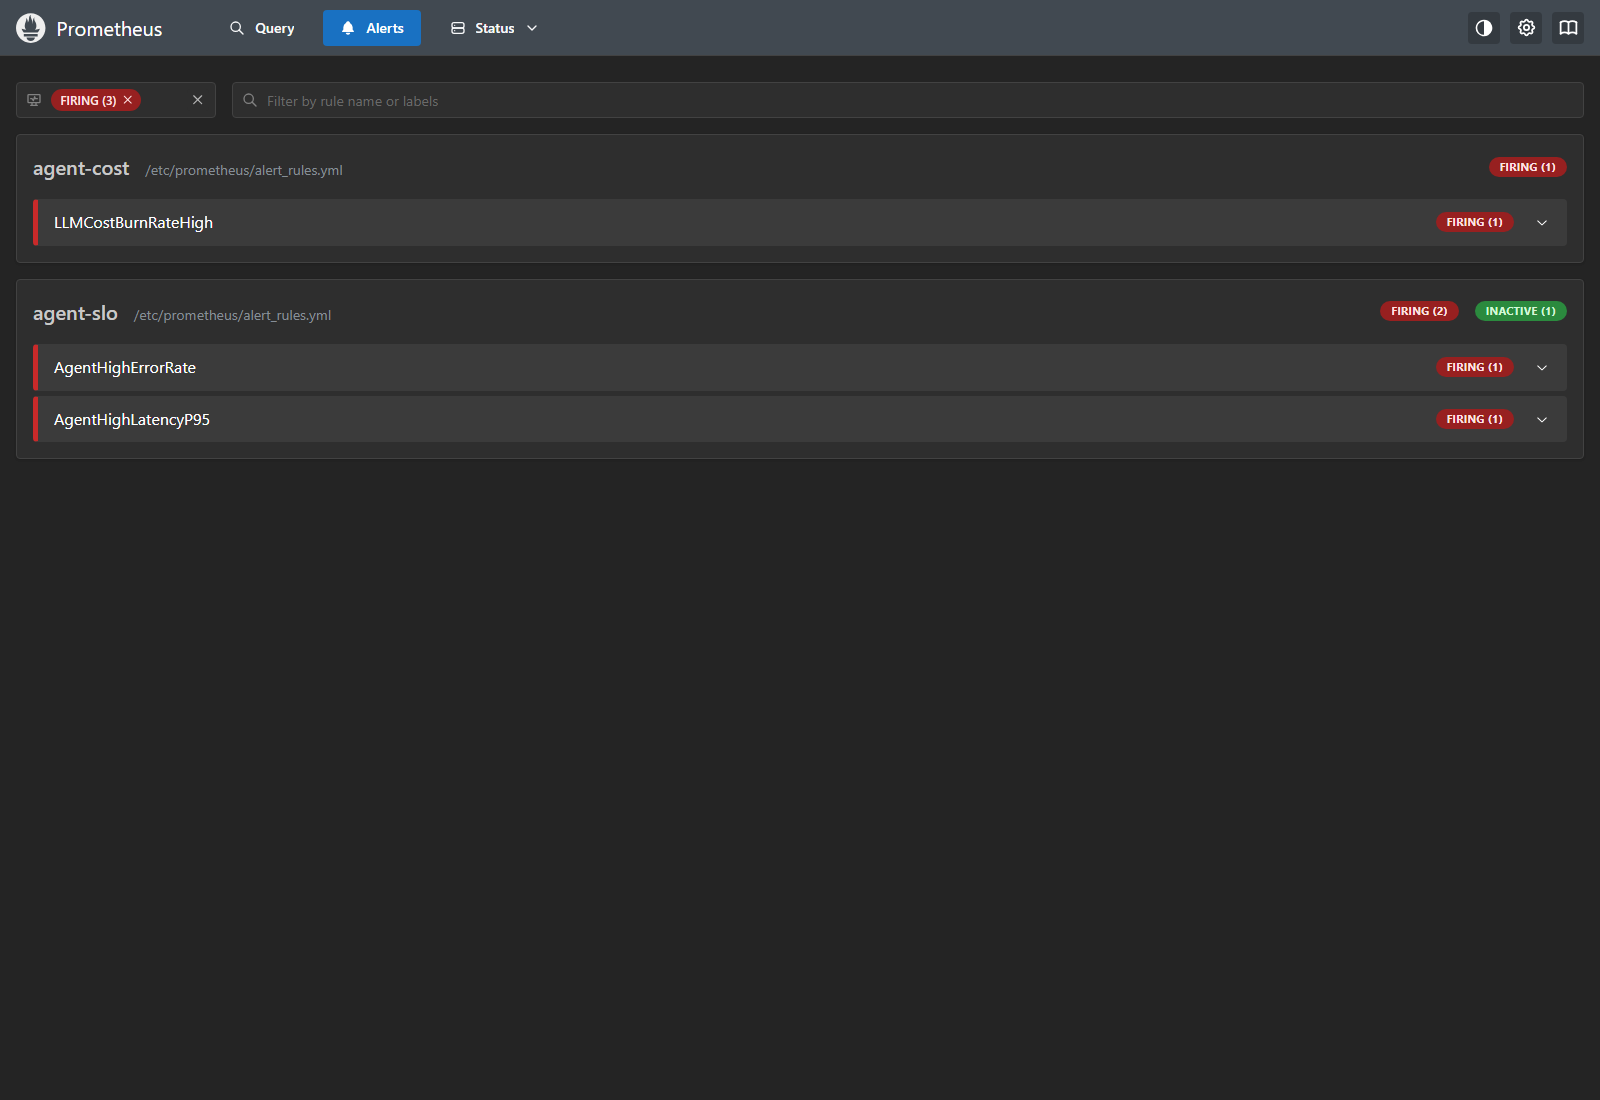 Prometheus Query Alerts Status
FIRING (3) Filter by rule name or labels
agent-cost /etc/prometheus/alert_rules.yml FIRING (1)
LLMCostBurnRateHigh FIRING (1)
agent-slo /etc/prometheus/alert_rules.yml FIRING (2) INACTIVE (1)
AgentHighErrorRate FIRING (1)
AgentHighLatencyP95 FIRING (1)